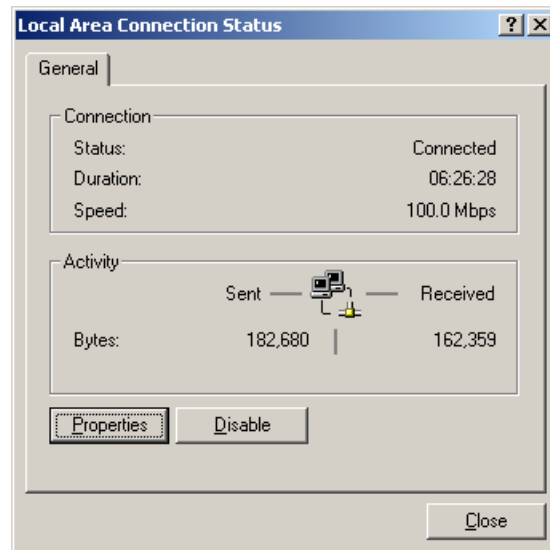 Local Area Connection Status
General
Connection
Status: Connected
Duration: 06:26:28
Speed: 100.0 Mbps
Activity
Sent Received
Bytes: 182,680 162,359
Properties Disable
Close